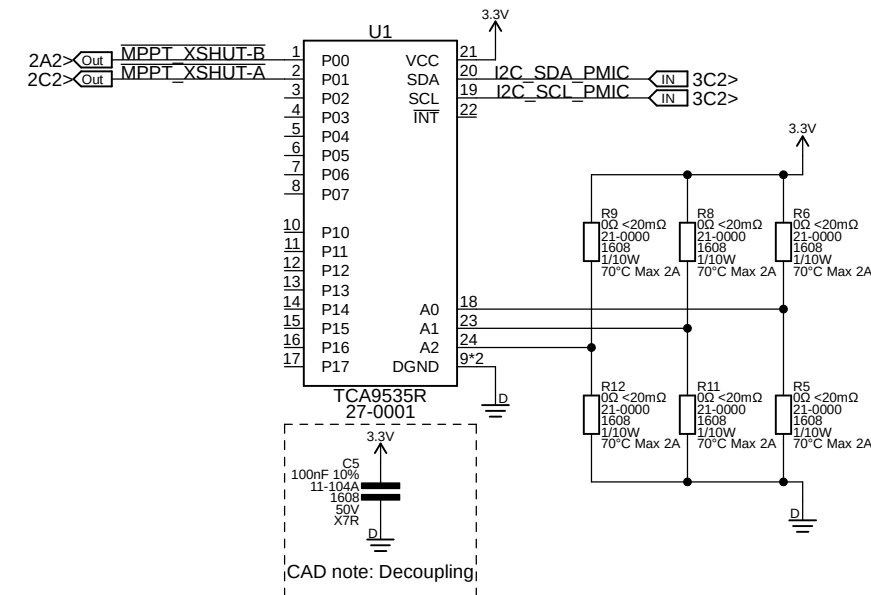 3.3V
U1
2A2> Out MPPT_XSHUT-B 1 P00 VCC 21
2C2> Out MPPT_XSHUT-A 2 P01 SDA 20 I2C_SDA_PMIC IN 3C2>
3 P02 SCL 19 I2C_SCL_PMIC IN 3C2>
4 P03 INT 22
5 P04
6 P05
7 P06
8 P07
10 P10
11 P11
12 P12
13 P13
14 P14 A0 18
15 P15 A1 23
16 P16 A2 24
17 P17 DGND 9*2
TCA9535R
27-0001
D
3.3V
R9
0Ω <20mΩ
21-0000
1608
1/10W
70°C Max 2A
R8
0Ω <20mΩ
21-0000
1608
1/10W
70°C Max 2A
R6
0Ω <20mΩ
21-0000
1608
1/10W
70°C Max 2A
R12
0Ω <20mΩ
21-0000
1608
1/10W
70°C Max 2A
R11
0Ω <20mΩ
21-0000
1608
1/10W
70°C Max 2A
R5
0Ω <20mΩ
21-0000
1608
1/10W
70°C Max 2A
D
3.3V
C5
100nF 10%
11-104A
1608
50V
X7R
D
CAD note: Decoupling